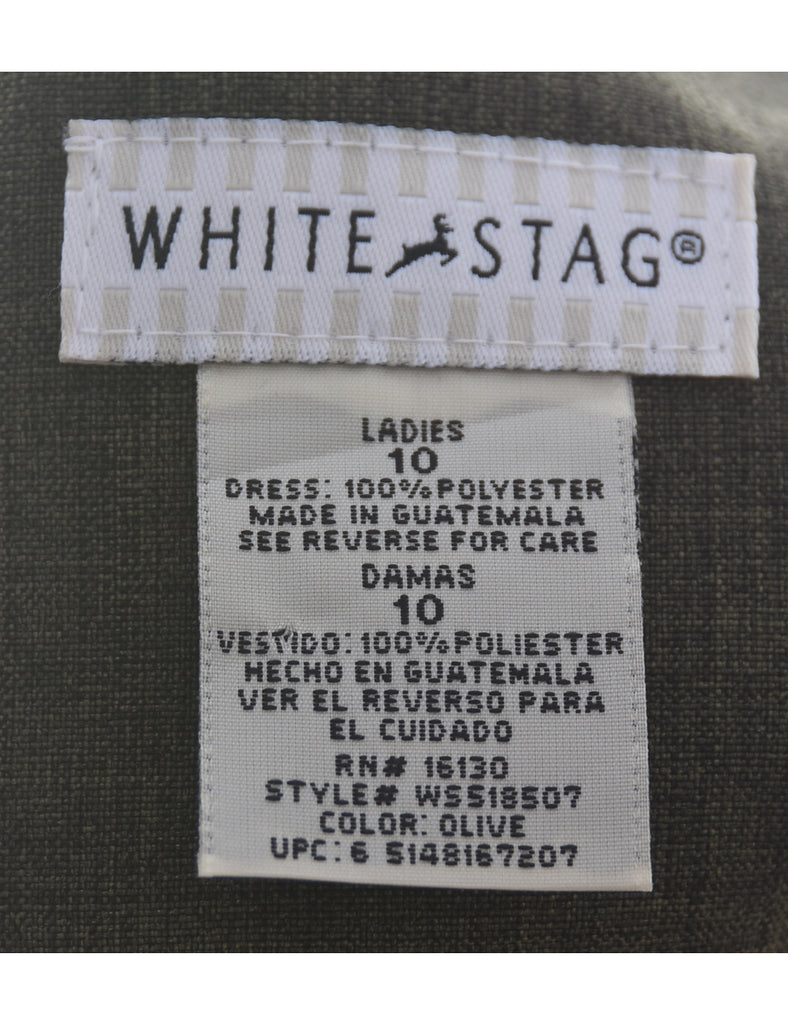 WHITE STAG®
LADIES
10
DRESS: 100% POLYESTER
MADE IN GUATEMALA
SEE REVERSE FOR CARE
DAMAS
10
VESTIDO: 100% POLIESTER
HECHO EN GUATEMALA
VER EL REVERSO PARA
EL CUIDADO
RN# 16130
STYLE# WSS18507
COLOR: OLIVE
UPC: 6 5148167207